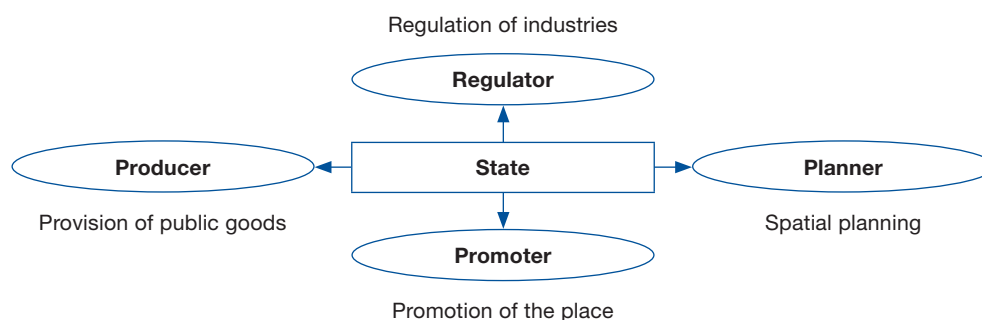 Regulation of industries
Regulator
Producer
State
Planner
Provision of public goods
Spatial planning
Promoter
Promotion of the place